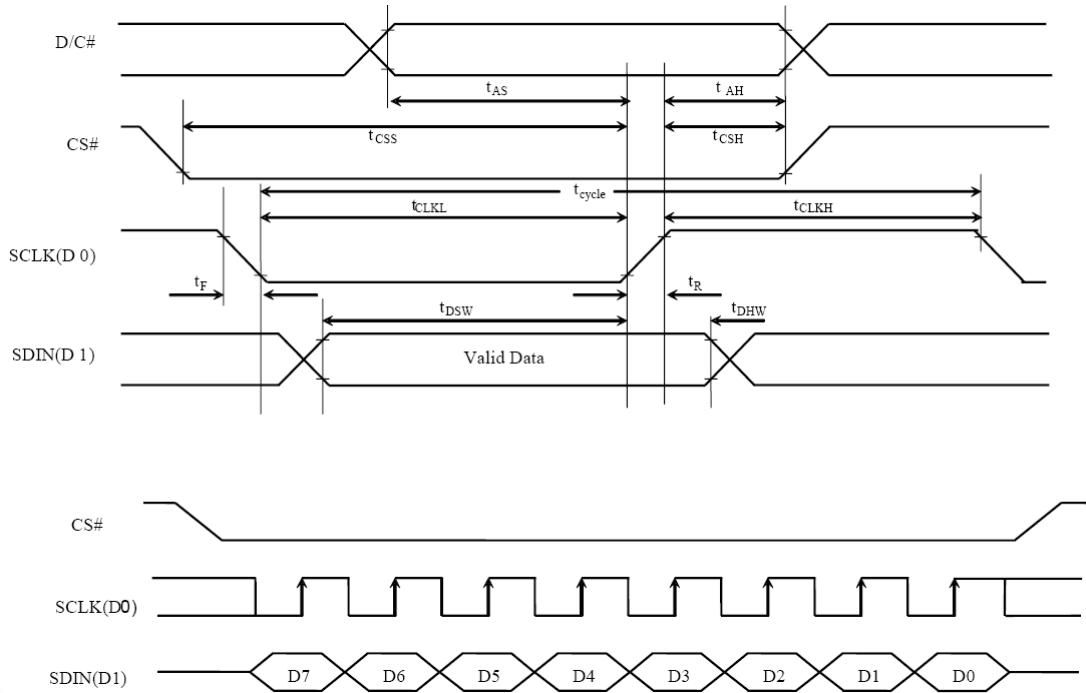 D/C#
tAS
t AH
CS#
tCSS
tCSH
tcycle
tCLKL
tCLKH
SCLK(D 0)
tF
tR
tDSW
tDHW
SDIN(D 1)
Valid Data
CS#
SCLK(D0)
SDIN(D1)
D7 D6 D5 D4 D3 D2 D1 D0